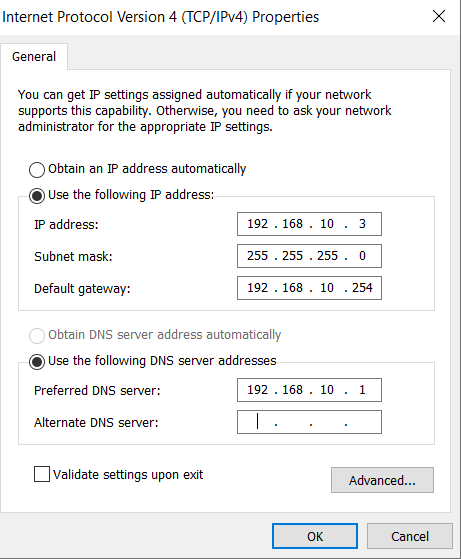 Internet Protocol Version 4 (TCP/IPv4) Properties
General
You can get IP settings assigned automatically if your network
supports this capability. Otherwise, you need to ask your network
administrator for the appropriate IP settings.
Obtain an IP address automatically
Use the following IP address:
IP address: 192 . 168 . 10 . 3
Subnet mask: 255 . 255 . 255 . 0
Default gateway: 192 . 168 . 10 . 254
Obtain DNS server address automatically
Use the following DNS server addresses
Preferred DNS server: 192 . 168 . 10 . 1
Alternate DNS server: . . .
Validate settings upon exit
Advanced...
OK Cancel